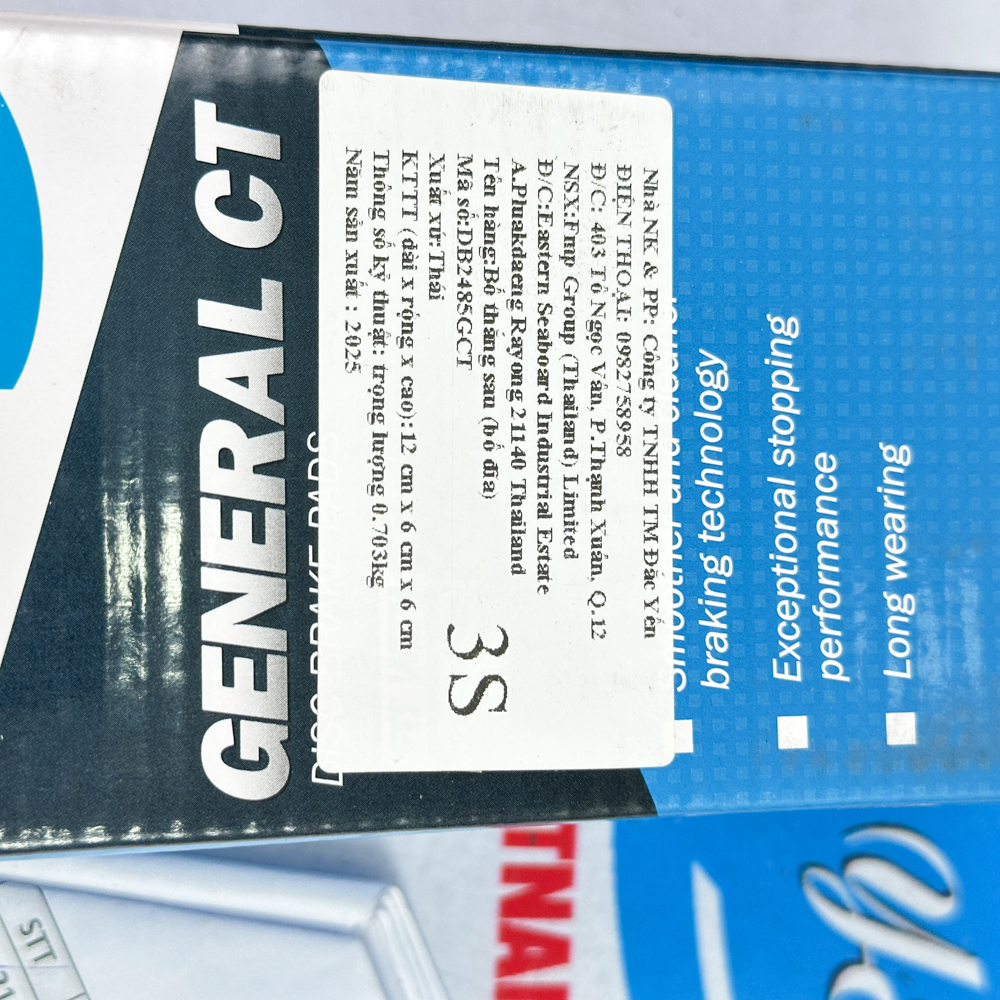 GENERAL CT
DISC BRAKE PADS
Nhà NK & PP: Công ty TNHH TM Đắc Yến
ĐIỆN THOẠI: 0982758958
Đ/C: 403 Tô Ngọc Vân, P.Thạnh Xuân, Q.12
NSX:Fmp Group (Thailand) Limited
Đ/C:Eastern Seaboard Industrial Estate
A.Pluakdaeng Rayong 21140 Thailand
Tên hàng:Bố thắng sau (bố đĩa)
Mã số:DB2485GCT
Xuất xứ: Thái
KTTT (dài x rộng x cao):12 cm x 6 cm x 6 cm
Thông số kỹ thuật: trọng lượng 0.703kg
Năm sản xuất : 2025
3S
braking technology
Exceptional stopping
performance
Long wearing
STT